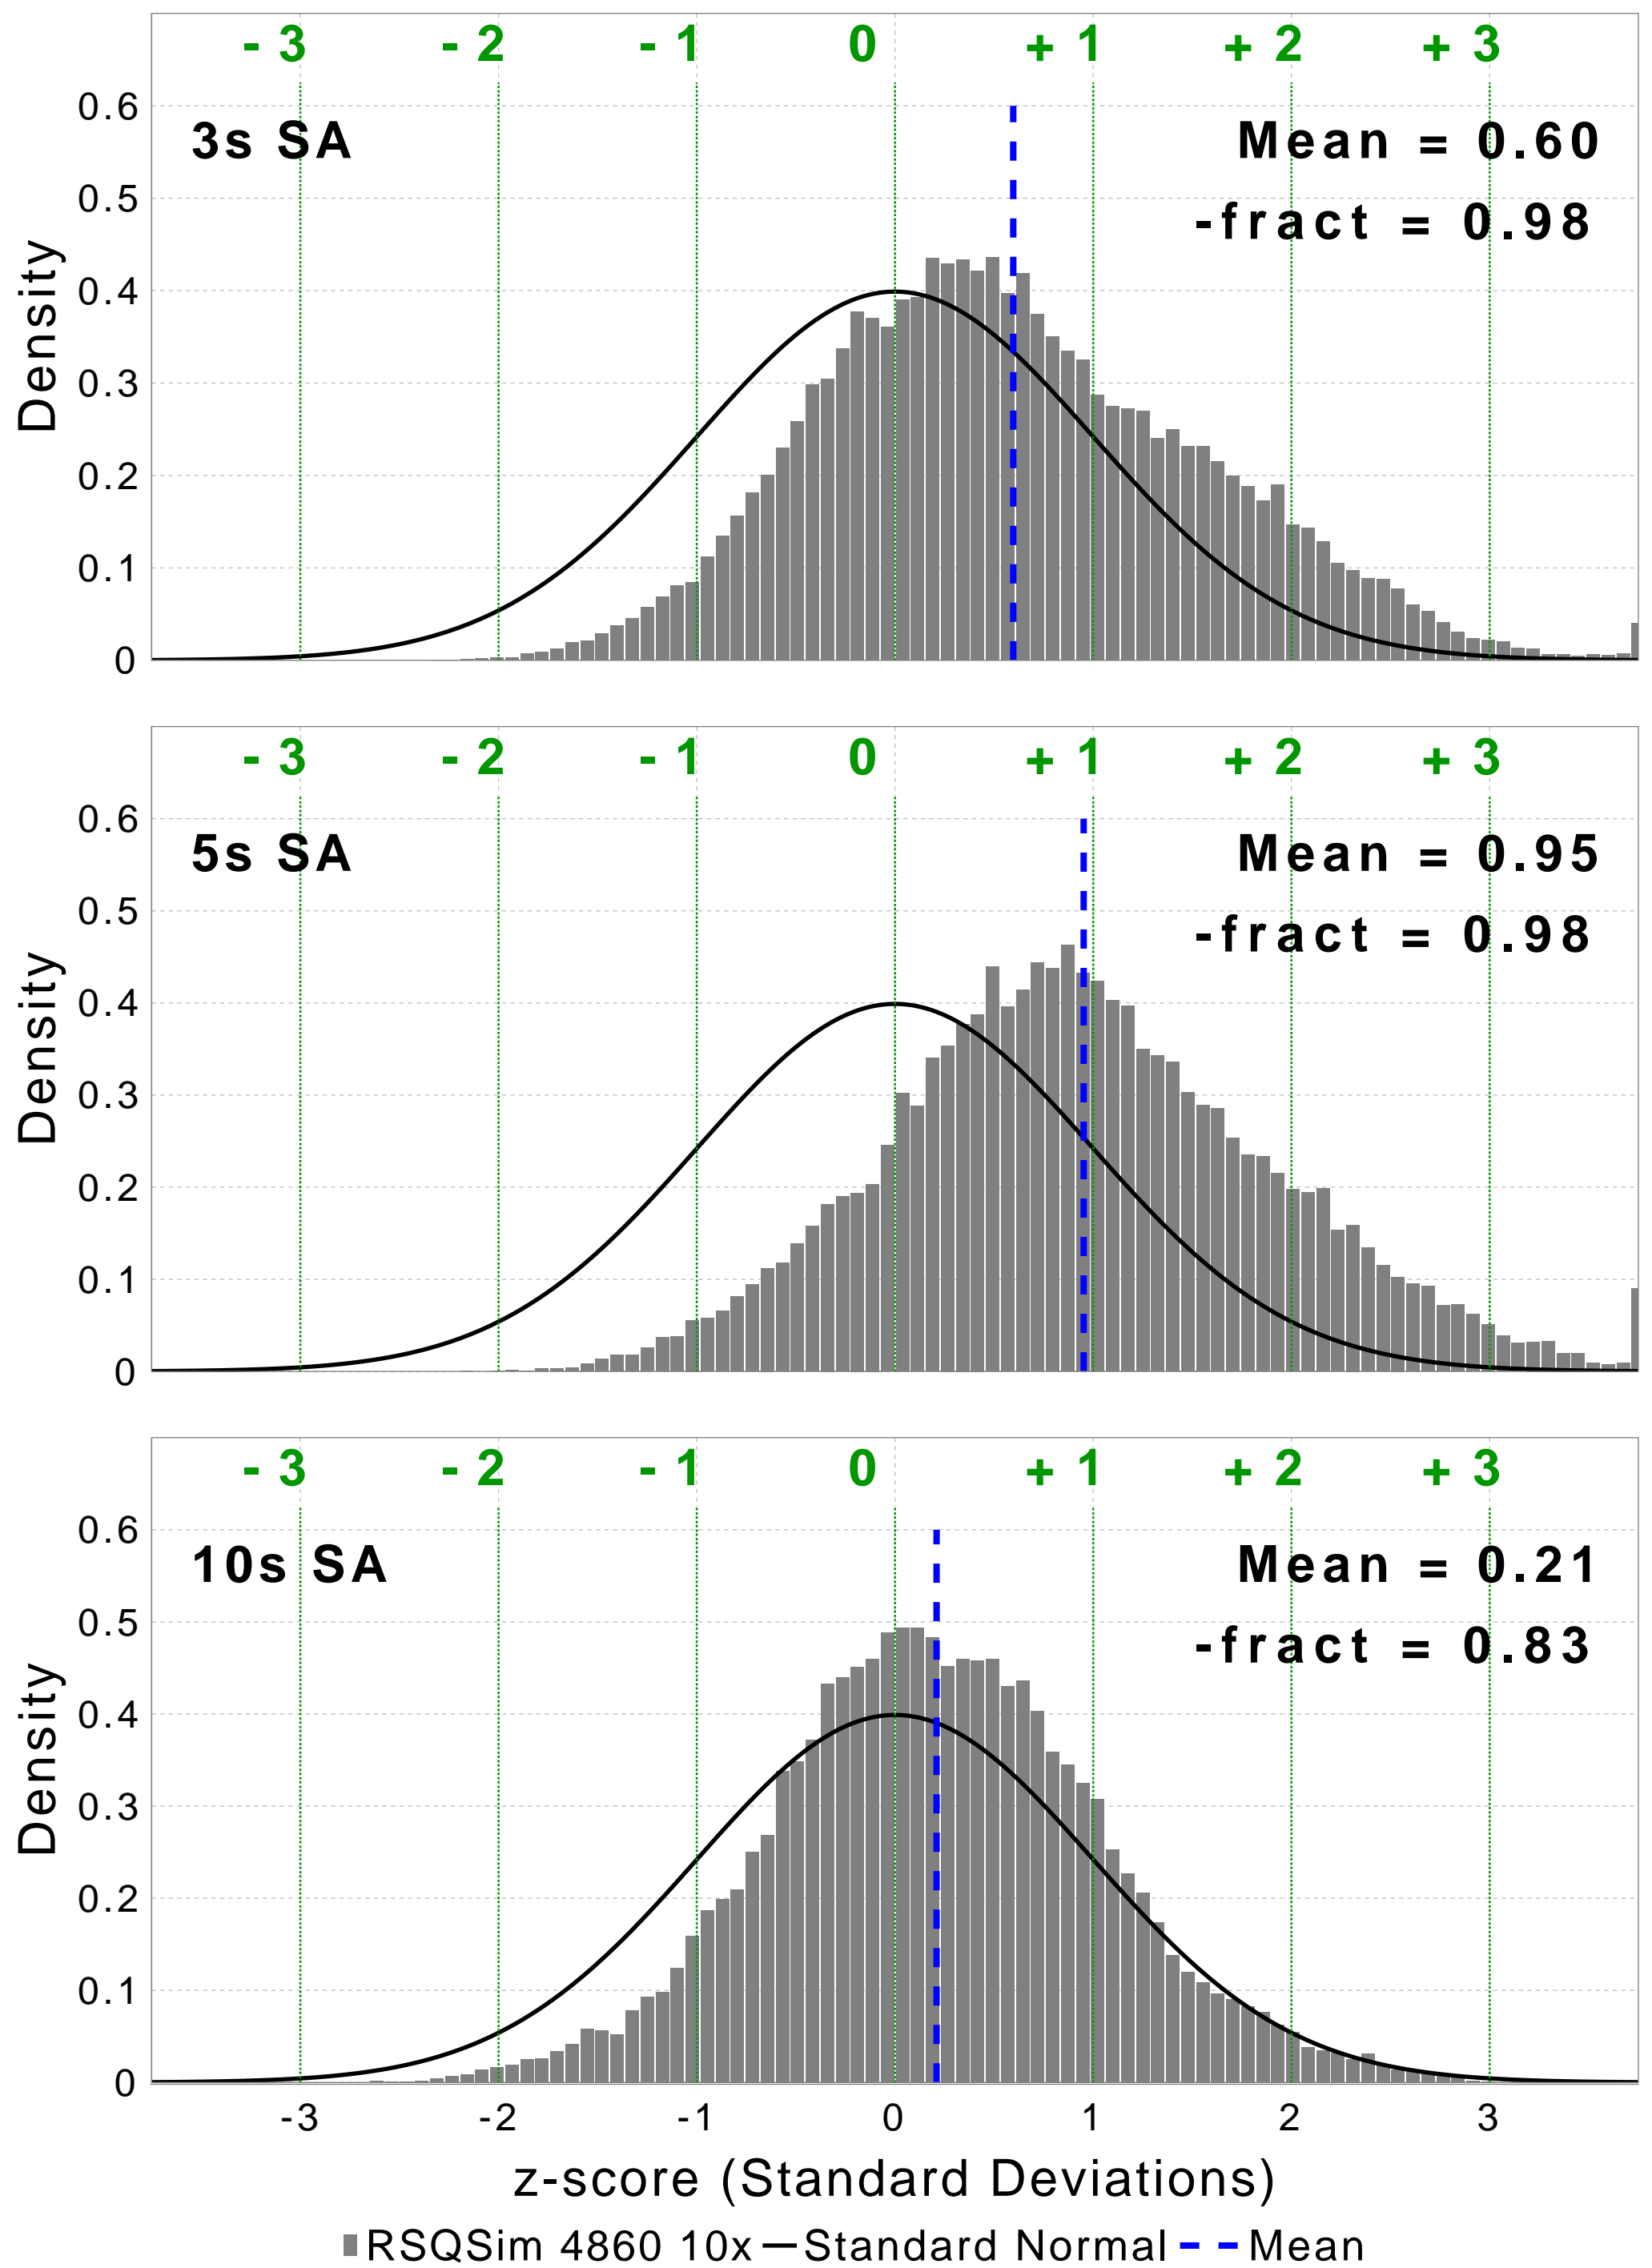 - 3 - 2 - 1 0 + 1 + 2 + 3
0.6
3s SA
Mean = 0.60
0.5
-fract = 0.98
0.4
0.3
0.2
0.1
0
Density
- 3 - 2 - 1 0 + 1 + 2 + 3
0.6
5s SA
Mean = 0.95
0.5
-fract = 0.98
0.4
0.3
0.2
0.1
0
Density
- 3 - 2 - 1 0 + 1 + 2 + 3
0.6
10s SA
Mean = 0.21
0.5
-fract = 0.83
0.4
0.3
0.2
0.1
0
Density
-3 -2 -1 0 1 2 3
z-score (Standard Deviations)
RSQSim 4860 10x Standard Normal Mean